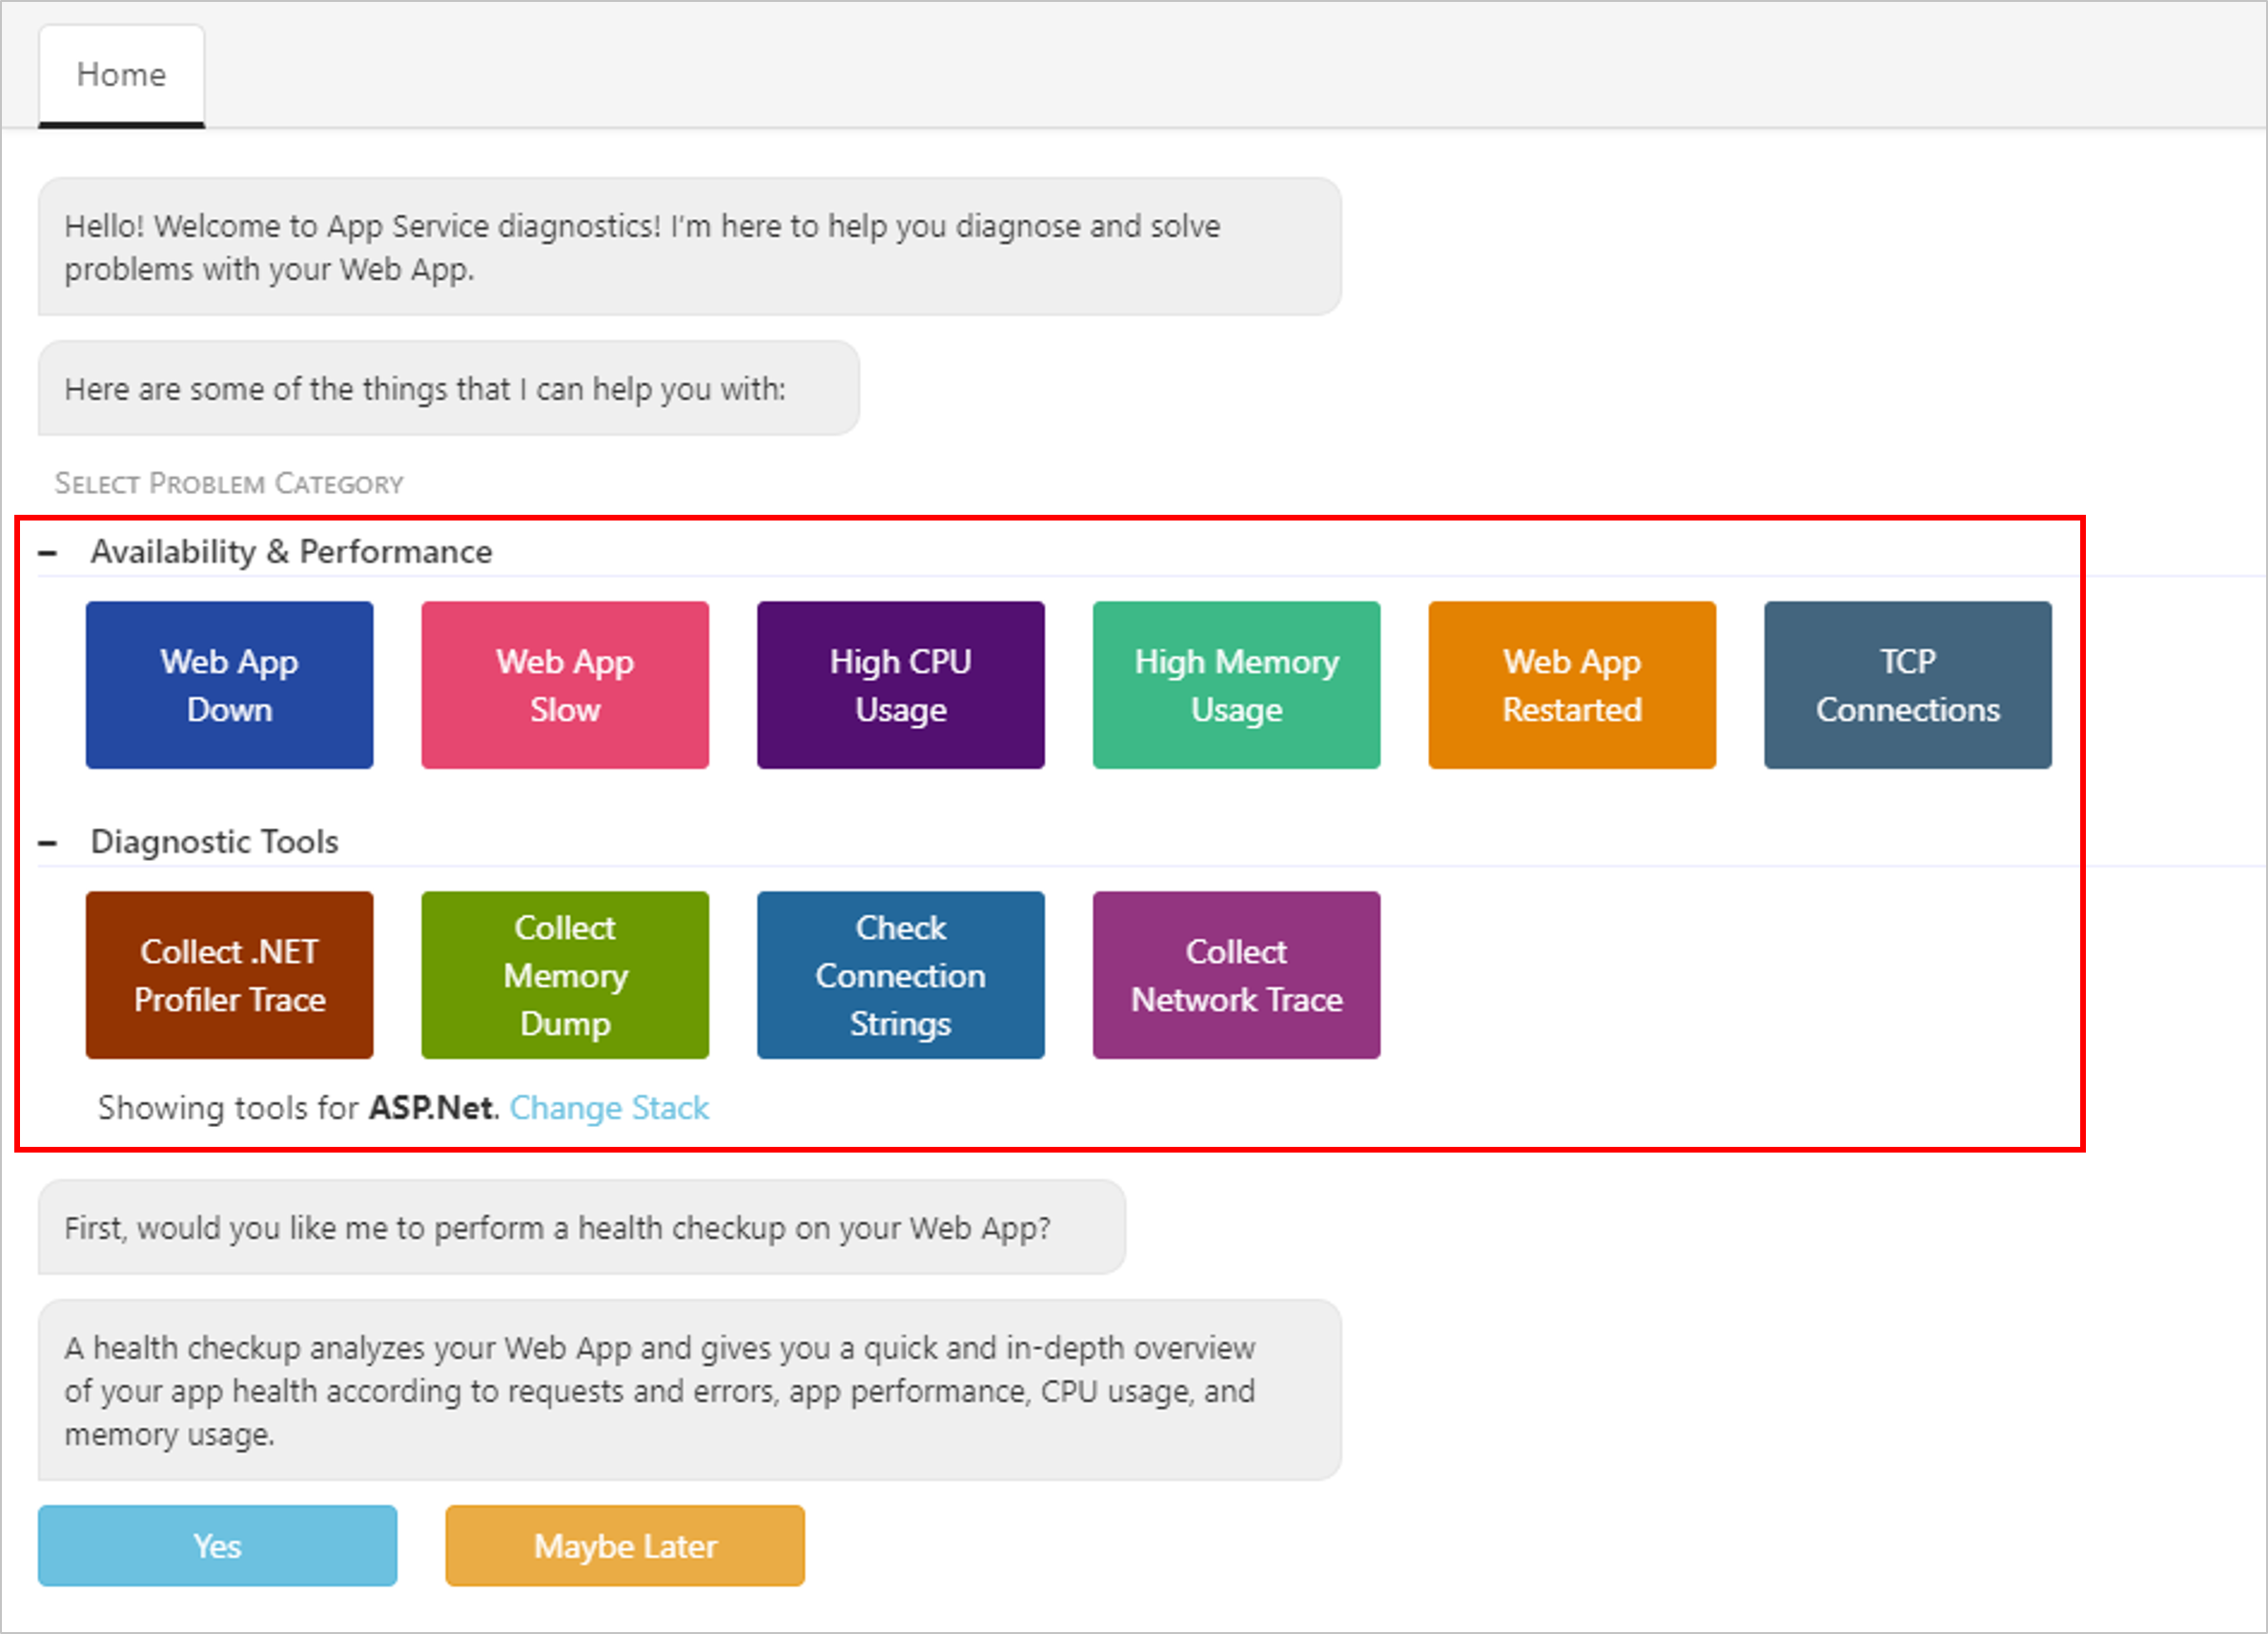 Home
Hello! Welcome to App Service diagnostics! I'm here to help you diagnose and solve
problems with your Web App.
Here are some of the things that I can help you with:
Select Problem Category
Availability & Performance
Web App
Down
Web App
Slow
High CPU
Usage
High Memory
Usage
Web App
Restarted
TCP
Connections
Diagnostic Tools
Collect .NET
Profiler Trace
Collect
Memory
Dump
Check
Connection
Strings
Collect
Network Trace
Showing tools for ASP.Net. Change Stack
First, would you like me to perform a health checkup on your Web App?
A health checkup analyzes your Web App and gives you a quick and in-depth overview
of your app health according to requests and errors, app performance, CPU usage, and
memory usage.
Yes
Maybe Later